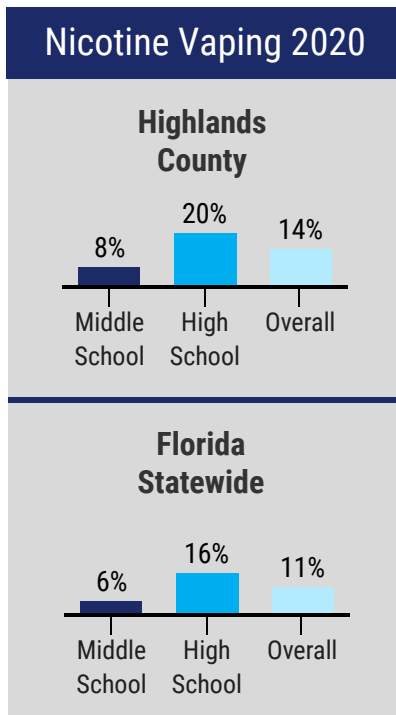 Nicotine Vaping 2020
Highlands
County
8%
20%
14%
Middle
School
High
School
Overall
Florida
Statewide
6%
16%
11%
Middle
School
High
School
Overall